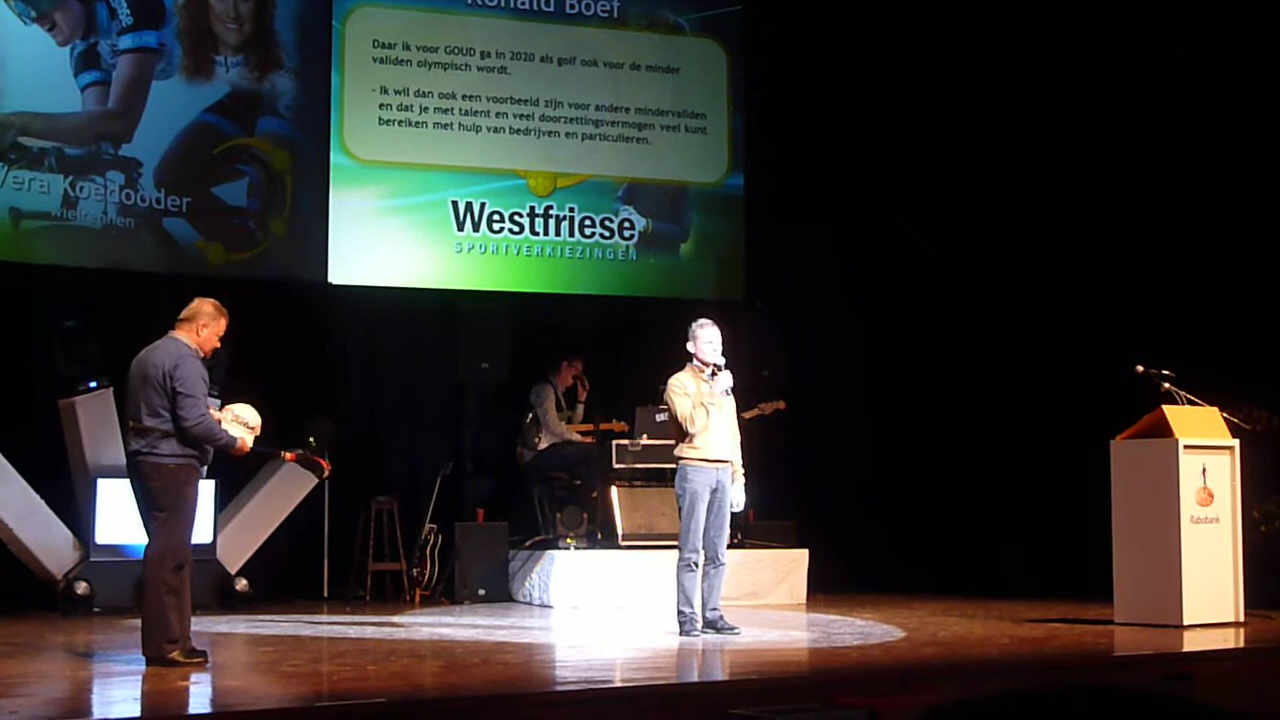 Ronald Boef
Daar ik voor GOUD ga in 2020 als golf ook voor de minder
validen olympisch wordt.
- Ik wil dan ook een voorbeeld zijn voor andere mindervaliden
en dat je met talent en veel doorzettingsvermogen veel kunt
bereiken met hulp van bedrijven en particulieren.
Westfriese
SPORTVERKIEZINGEN
Vera Koedooder
wielrennen
Rabobank